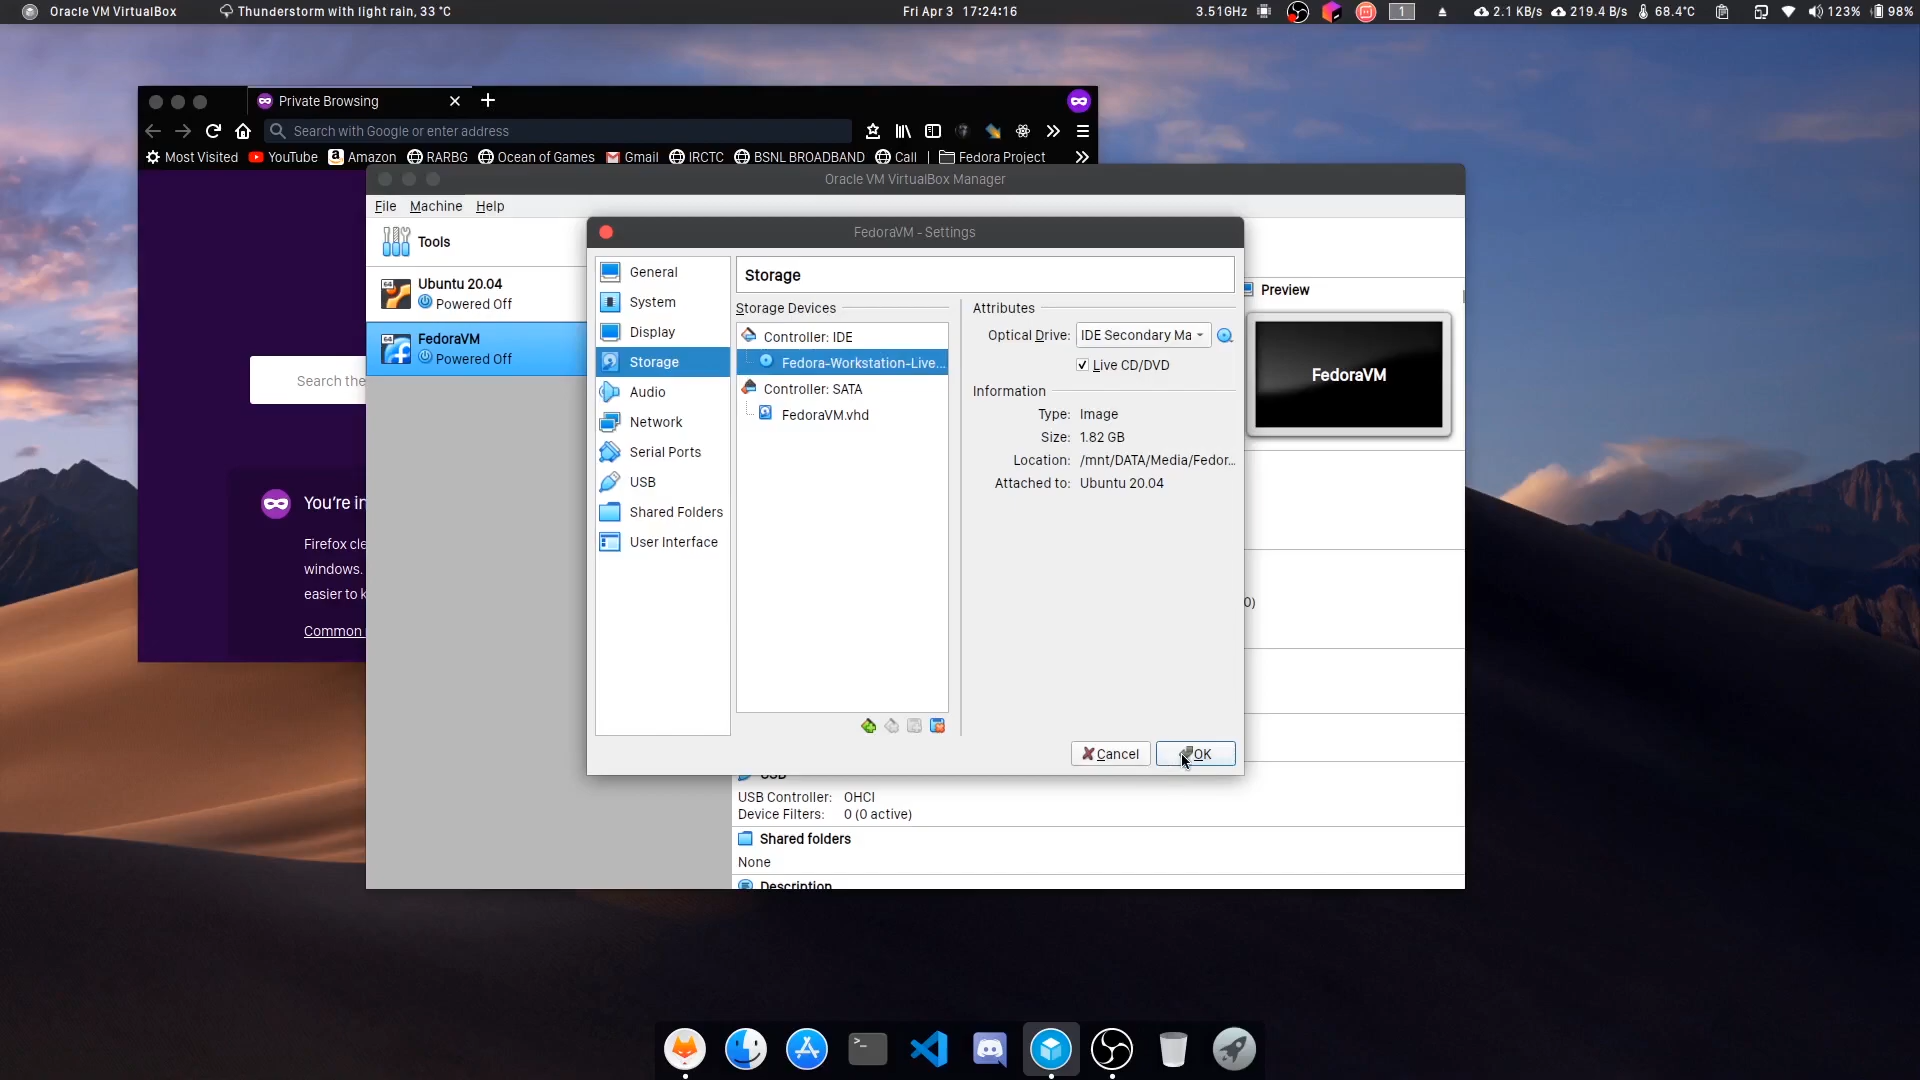 Oracle VM VirtualBox
Thunderstorm with light rain, 33 °C
Fri Apr 3 17:24:16
3.51GHz
1
2.1 KB/s
219.4 B/s
68.4°C
123%
98%
Private Browsing
Search with Google or enter address
Most Visited
YouTube
Amazon
RARBG
Ocean of Games
Gmail
IRCTC
BSNL BROADBAND
Call
Fedora Project
Search the
You're in
Firefox cle
windows.
easier to k
Common
Oracle VM VirtualBox Manager
File Machine Help
Tools
64
Ubuntu 20.04
Powered Off
64
FedoraVM
Powered Off
FedoraVM - Settings
General
System
Display
Storage
Audio
Network
Serial Ports
USB
Shared Folders
User Interface
Storage
Storage Devices
Controller: IDE
Fedora-Workstation-Live...
Controller: SATA
FedoraVM.vhd
Attributes
Optical Drive: IDE Secondary Ma
Live CD/DVD
Information
Type: Image
Size: 1.82 GB
Location: /mnt/DATA/Media/Fedor...
Attached to: Ubuntu 20.04
Cancel
OK
Preview
FedoraVM
0)
USB
USB Controller: OHCI
Device Filters: 0 (0 active)
Shared folders
None
Description
>_